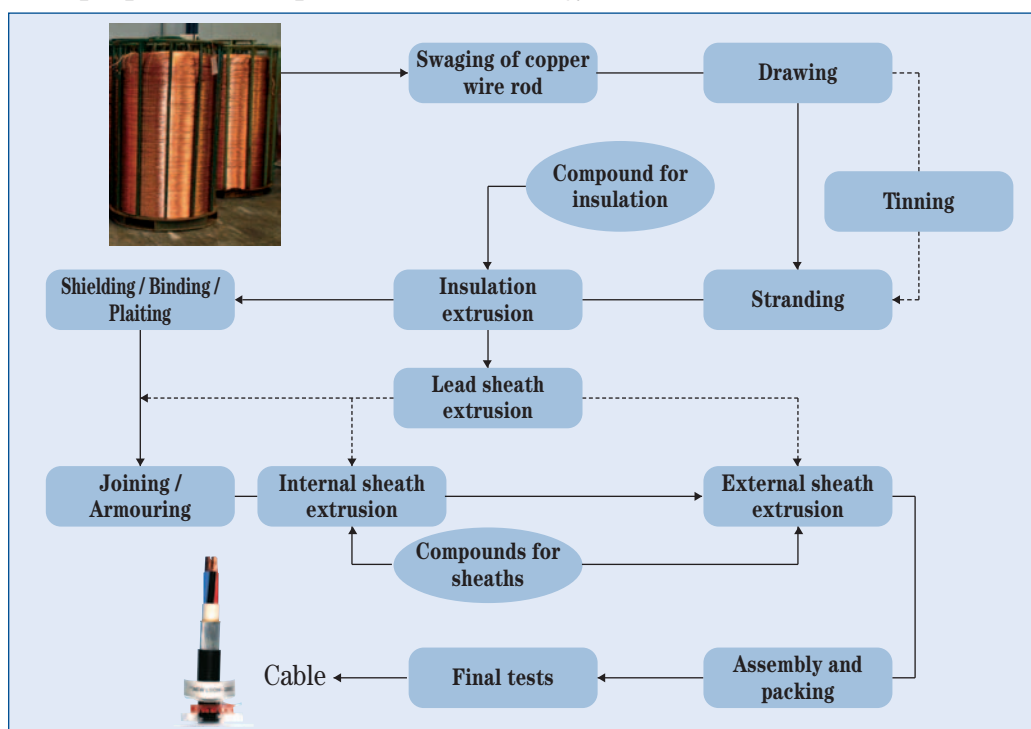 Swaging of copper
wire rod
Drawing
Compound for
insulation
Tinning
Shielding / Binding /
Plaiting
Insulation
extrusion
Stranding
Lead sheath
extrusion
Joining /
Armouring
Internal sheath
extrusion
External sheath
extrusion
Compounds for
sheaths
Cable
Final tests
Assembly and
packing